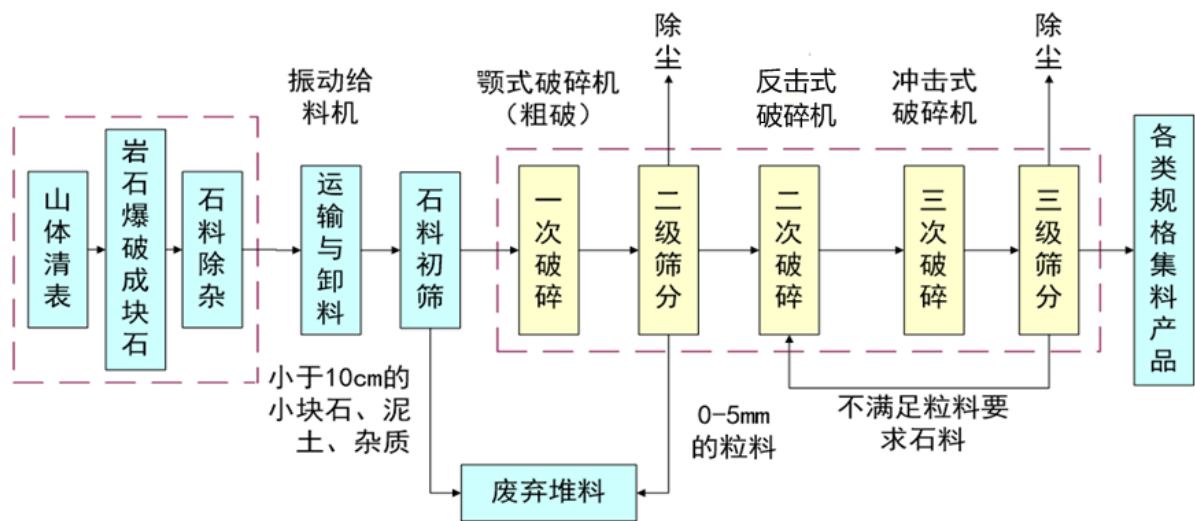 除
尘
除
尘
振动给
料机
颚式破碎机
（粗破）
反击式
破碎机
冲击式
破碎机
山体清表
岩石爆破成块石
石料除杂
运输与卸料
石料初筛
一次破碎
二级筛分
二次破碎
三次破碎
三级筛分
各类规格集料产品
小于10cm的
小块石、泥
土、杂质
0-5mm
的粒料
不满足粒料要
求石料
废弃堆料